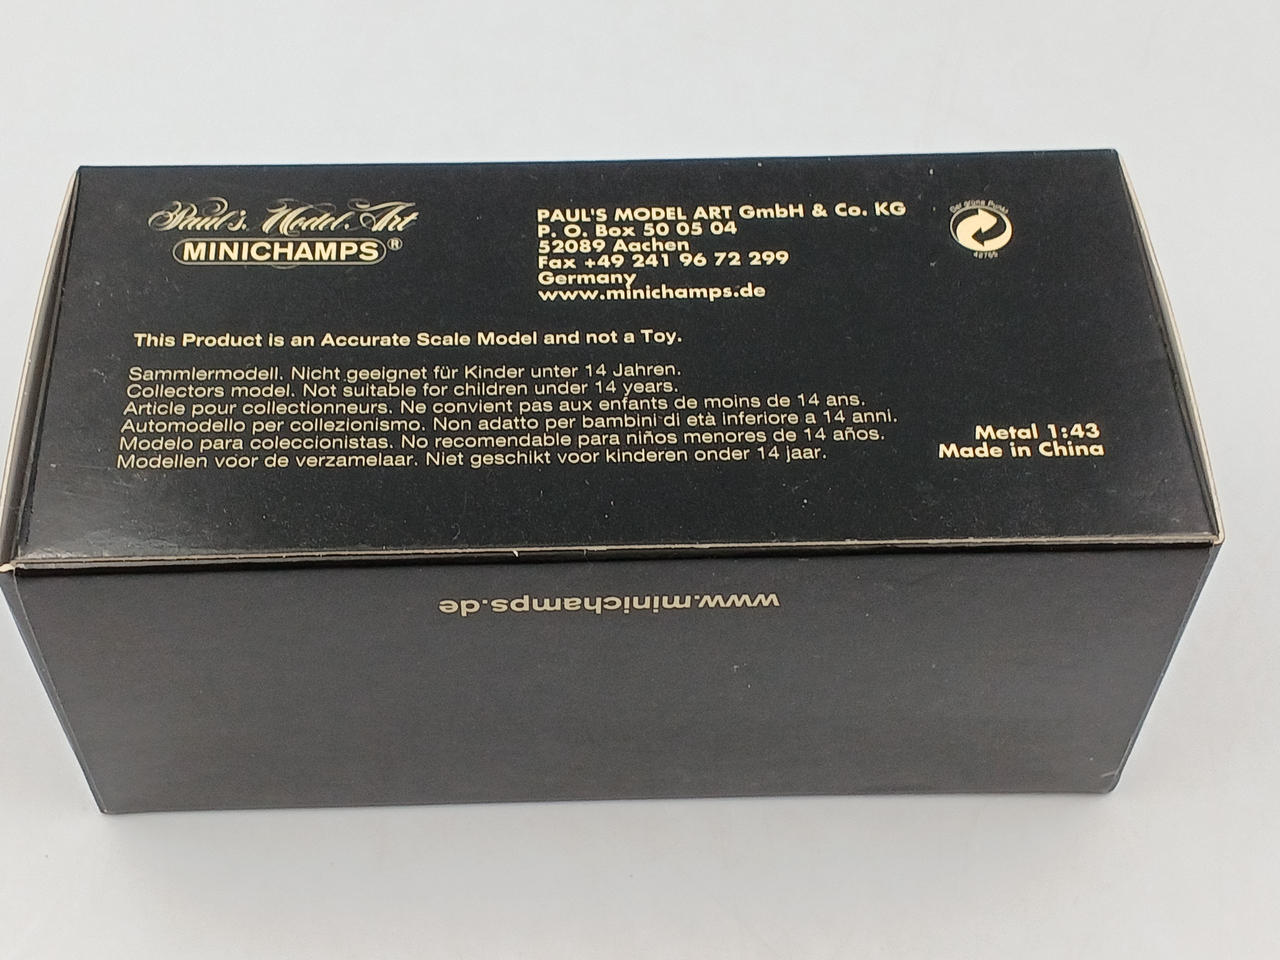 Paul's Model Art
MINICHAMPS®
PAUL'S MODEL ART GmbH & Co. KG
P. O. Box 50 05 04
52089 Aachen
Fax +49 241 96 72 299
Germany
www.minichamps.de
Der grüne Punkt
This Product is an Accurate Scale Model and not a Toy.
Sammlermodell. Nicht geeignet für Kinder unter 14 Jahren.
Collectors model. Not suitable for children under 14 years.
Article pour collectionneurs. Ne convient pas aux enfants de moins de 14 ans.
Automodello per collezionismo. Non adatto per bambini di età inferiore a 14 anni.
Modelo para coleccionistas. No recomendable para niños menores de 14 años.
Modellen voor de verzamelaar. Niet geschikt voor kinderen onder 14 jaar.
Metal 1:43
Made in China
www.minichamps.de